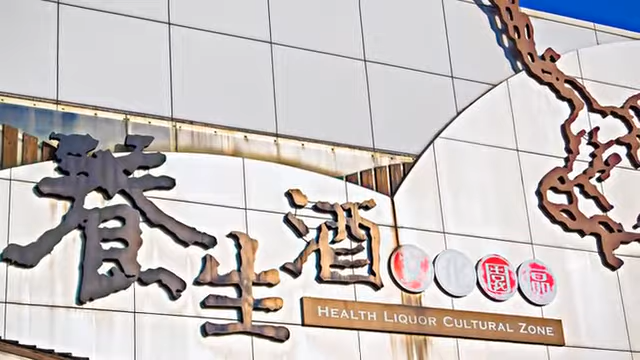 養生酒
園區
HEALTH LIQUOR CULTURAL ZONE